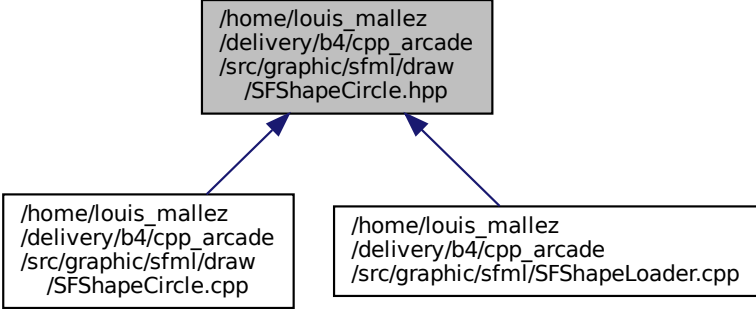 /home/louis_mallez
/delivery/b4/cpp_arcade
/src/graphic/sfml/draw
/SFShapeCircle.hpp
/home/louis_mallez
/delivery/b4/cpp_arcade
/src/graphic/sfml/draw
/SFShapeCircle.cpp
/home/louis_mallez
/delivery/b4/cpp_arcade
/src/graphic/sfml/SFShapeLoader.cpp